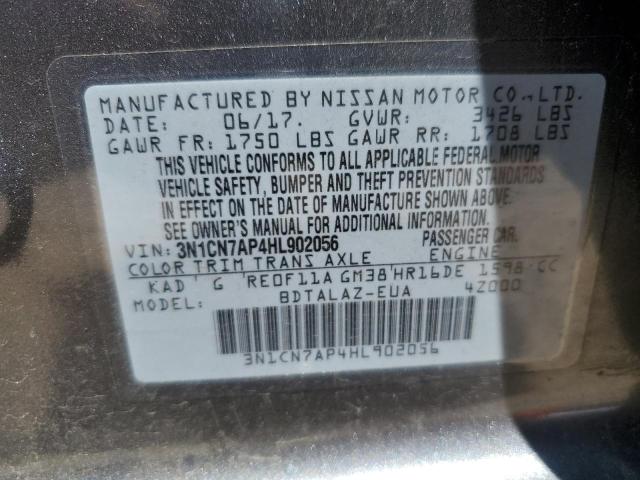 MANUFACTURED BY NISSAN MOTOR CO.,LTD.
DATE: 06/17. GVWR: 3426 LBS
GAWR FR: 1750 LBS GAWR RR: 1708 LBS
THIS VEHICLE CONFORMS TO ALL APPLICABLE FEDERAL MOTOR
VEHICLE SAFETY, BUMPER AND THEFT PREVENTION STANDARDS
IN EFFECT ON THE DATE OF MANUFACTURE SHOWN ABOVE.
SEE OWNER'S MANUAL FOR ADDITIONAL INFORMATION.
VIN: 3N1CN7AP4HL902056 PASSENGER CAR.
COLOR TRIM TRANS AXLE ENGINE
KAD G RE0F11A GM38 HR16DE 1598 CC
MODEL: BDTALAZ-EUA 4Z000
3N1CN7AP4HL902056